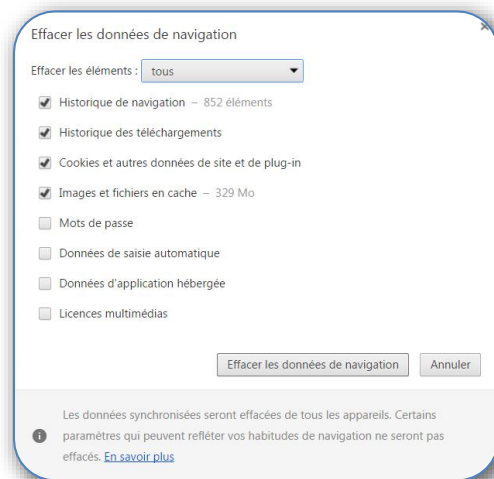 Effacer les données de navigation
Effacer les éléments : tous
Historique de navigation – 852 éléments
Historique des téléchargements
Cookies et autres données de site et de plug-in
Images et fichiers en cache – 329 Mo
Mots de passe
Données de saisie automatique
Données d'application hébergée
Licences multimédias
Effacer les données de navigation Annuler
Les données synchronisées seront effacées de tous les appareils. Certains
paramètres qui peuvent refléter vos habitudes de navigation ne seront pas
effacés. En savoir plus